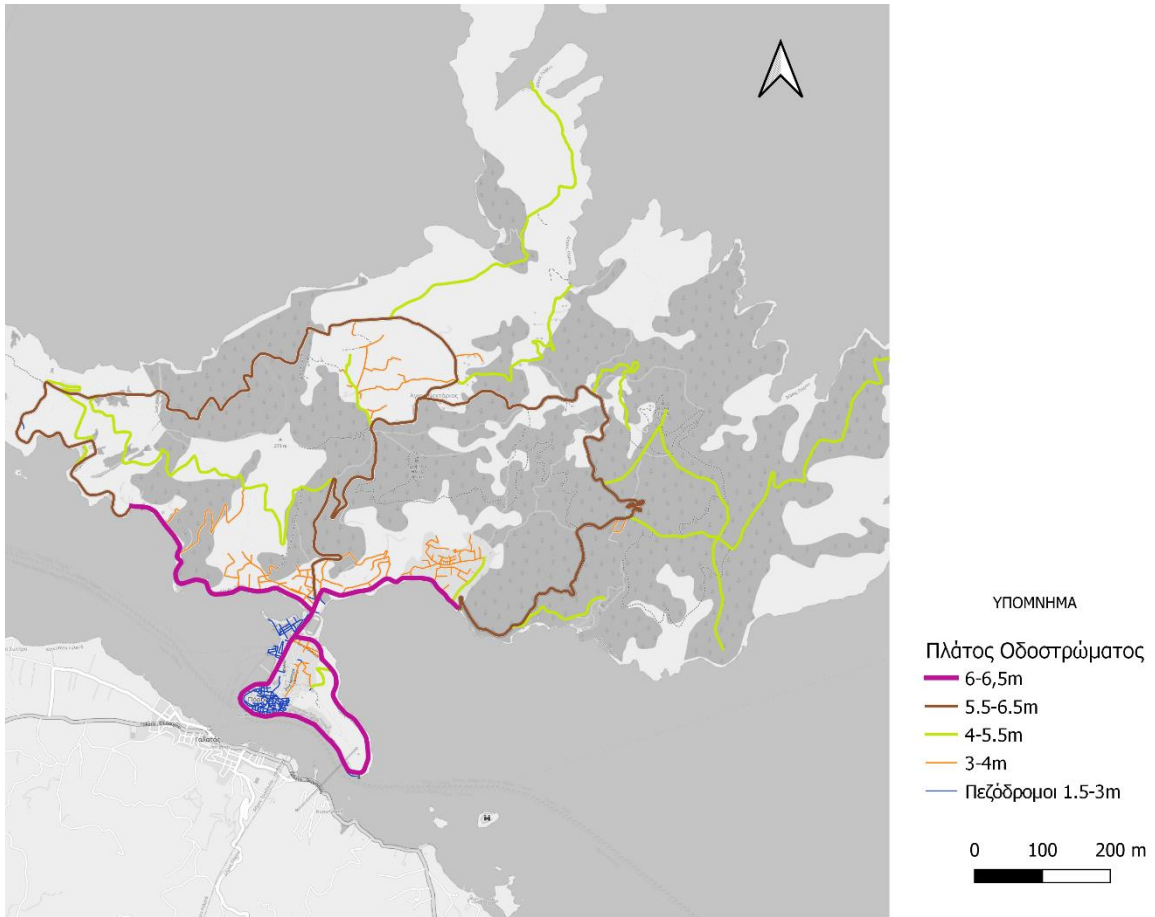 Γαλατάς
ΥΠΟΜΝΗΜΑ
Πλάτος Οδοστρώματος
6-6,5m
5.5-6.5m
4-5.5m
3-4m
Πεζόδρομοι 1.5-3m
0 100 200 m